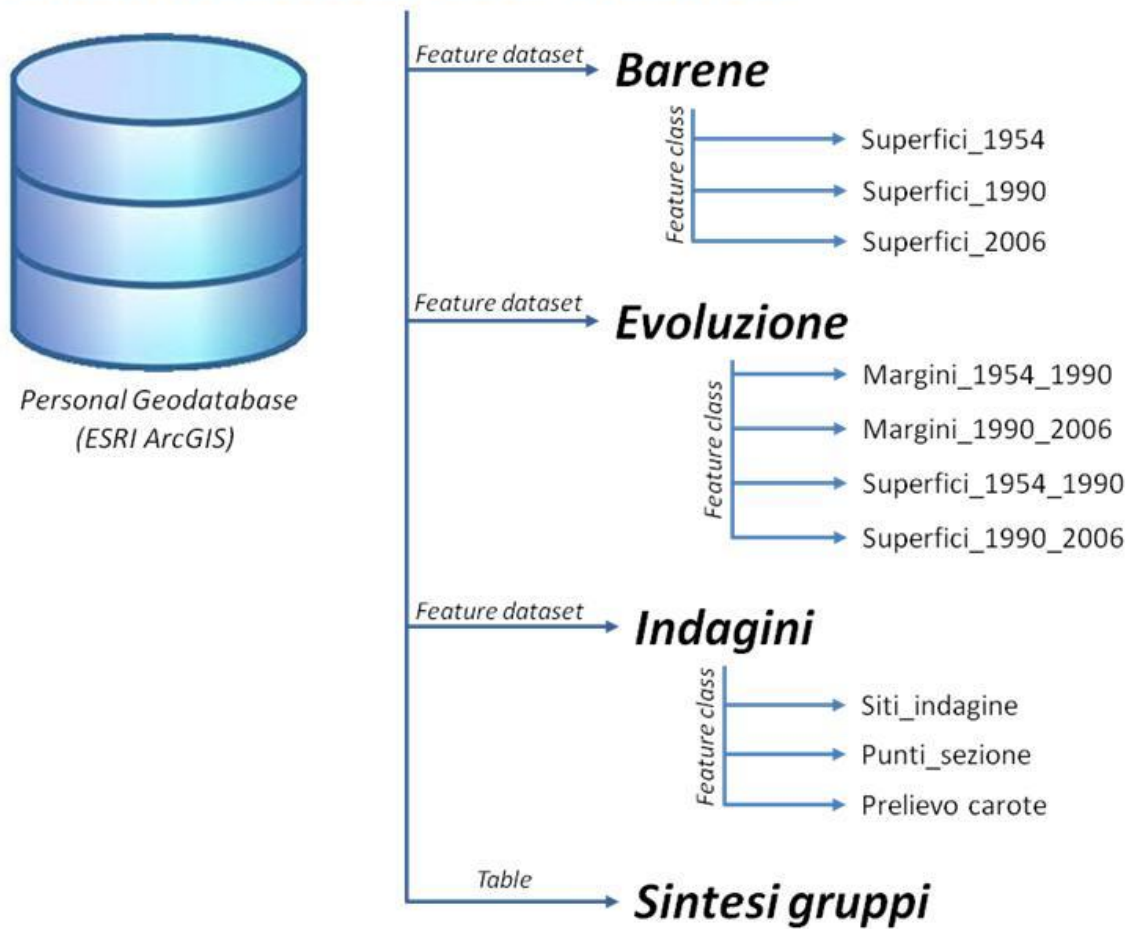 Feature dataset
Barene
Feature class
Superfici_1954
Superfici_1990
Superfici_2006
Feature dataset
Evoluzione
Feature class
Margini_1954_1990
Margini_1990_2006
Superfici_1954_1990
Superfici_1990_2006
Personal Geodatabase
(ESRI ArcGIS)
Feature dataset
Indagini
Feature class
Siti_indagine
Punti_sezione
Prelievo carote
Table
Sintesi gruppi